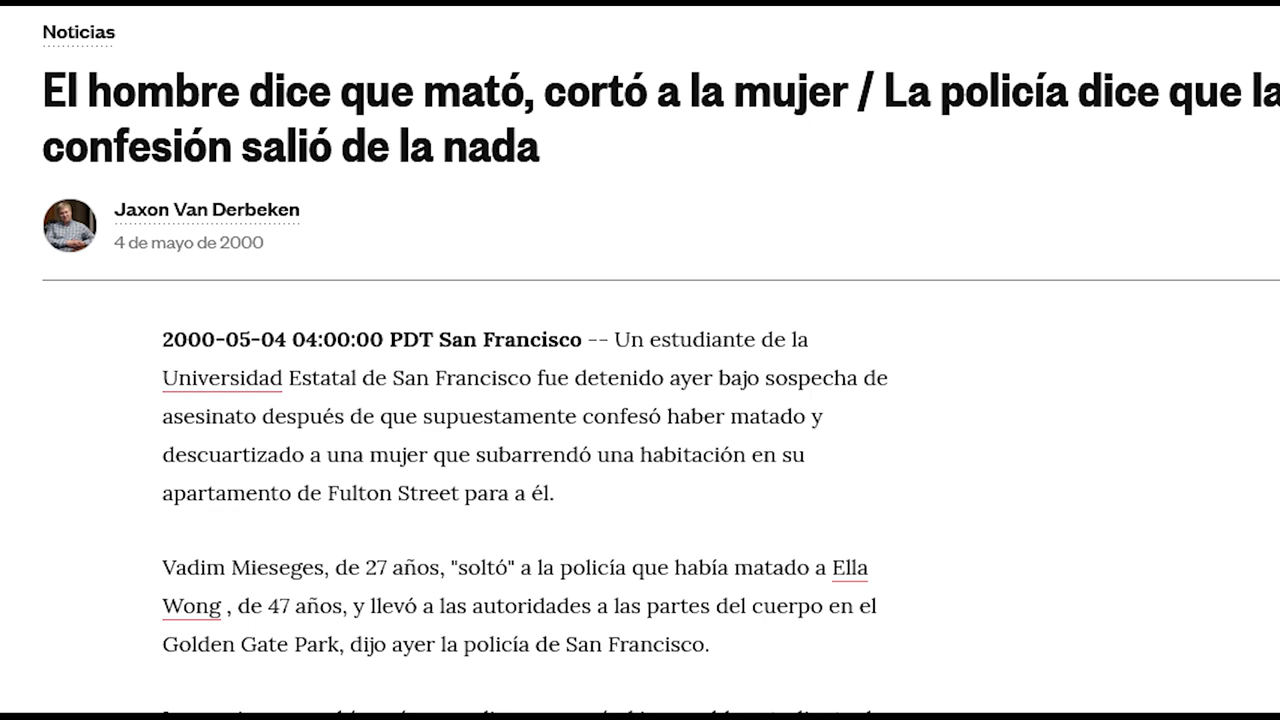 Noticias
El hombre dice que mató, cortó a la mujer / La policía dice que la
confesión salió de la nada
Jaxon Van Derbeken
4 de mayo de 2000
2000-05-04 04:00:00 PDT San Francisco -- Un estudiante de la
Universidad Estatal de San Francisco fue detenido ayer bajo sospecha de
asesinato después de que supuestamente confesó haber matado y
descuartizado a una mujer que subarrendó una habitación en su
apartamento de Fulton Street para a él.
Vadim Mieseges, de 27 años, "soltó" a la policía que había matado a Ella
Wong , de 47 años, y llevó a las autoridades a las partes del cuerpo en el
Golden Gate Park, dijo ayer la policía de San Francisco.